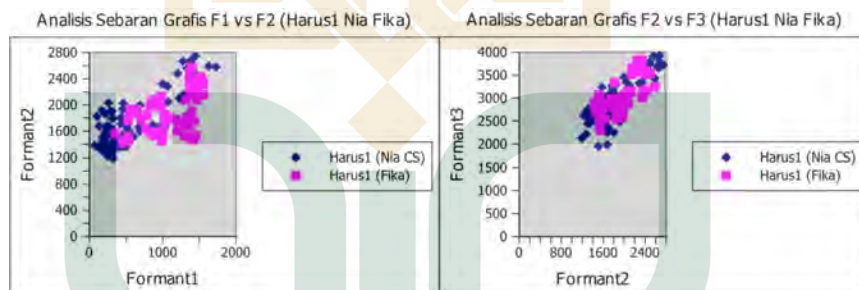 Analisis Sebaran Grafis F1 vs F2 (Harus1 Nia Fika)
Formant2
2800
2400
2000
1600
1200
800
400
0
0
1000
2000
Formant1
Harus1 (Nia CS)
Harus1 (Fika)
Analisis Sebaran Grafis F2 vs F3 (Harus1 Nia Fika)
Formant3
4000
3500
3000
2500
2000
1500
1000
500
0
0
800
1600
2400
Formant2
Harus1 (Nia CS)
Harus1 (Fika)